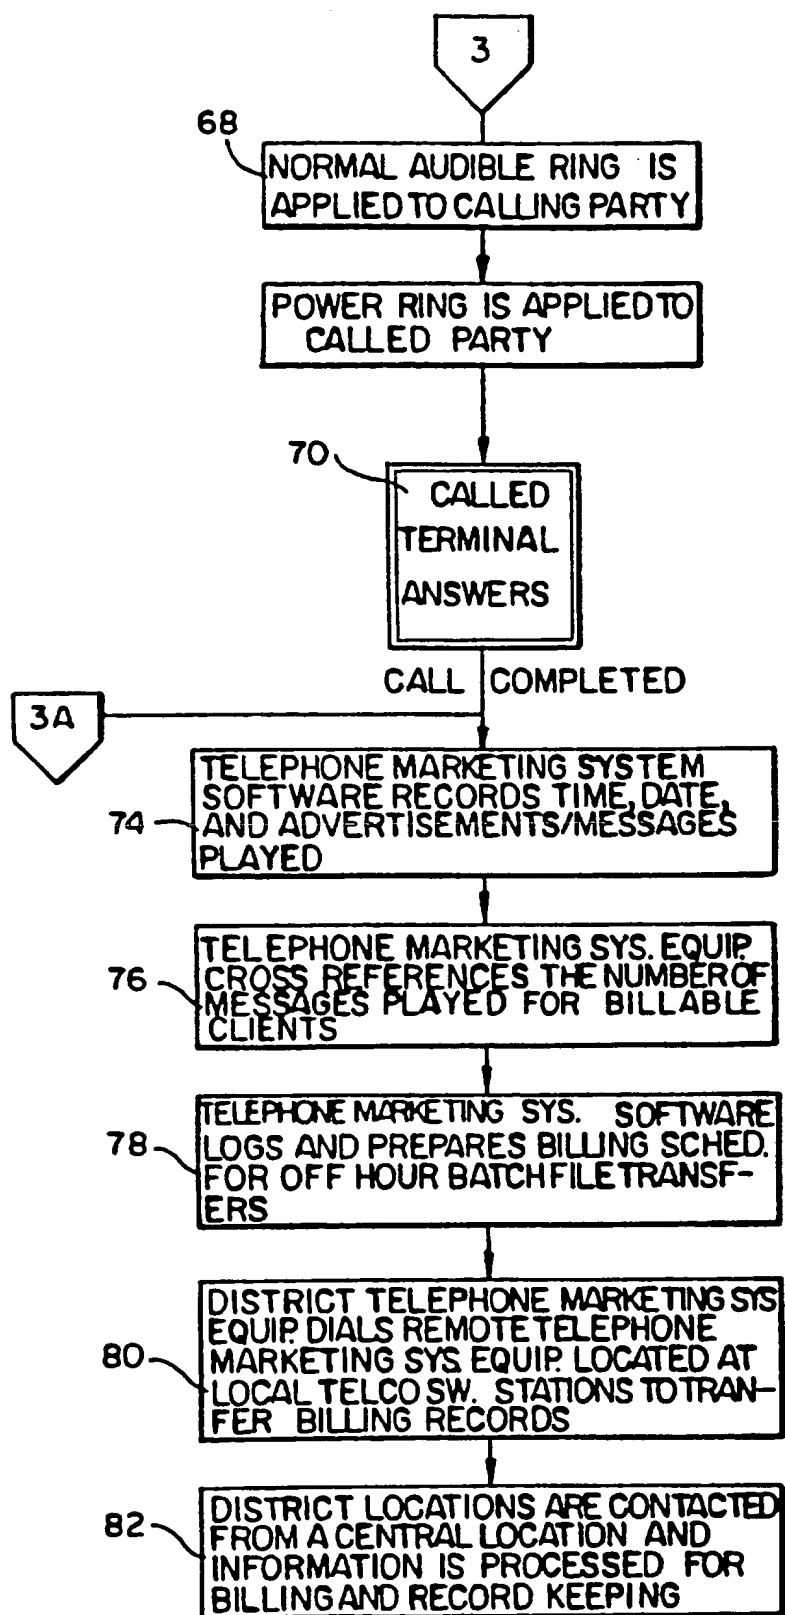 3
68
NORMAL AUDIBLE RING IS
APPLIED TO CALLING PARTY
POWER RING IS APPLIED TO
CALLED PARTY
70
CALLED
TERMINAL
ANSWERS
CALL COMPLETED
3A
74
TELEPHONE MARKETING SYSTEM
SOFTWARE RECORDS TIME, DATE,
AND ADVERTISEMENTS/MESSAGES
PLAYED
76
TELEPHONE MARKETING SYS. EQUIP.
CROSS REFERENCES THE NUMBER OF
MESSAGES PLAYED FOR BILLABLE
CLIENTS
78
TELEPHONE MARKETING SYS. SOFTWARE
LOGS AND PREPARES BILLING SCHED.
FOR OFF HOUR BATCH FILE TRANSF-
ERS
80
DISTRICT TELEPHONE MARKETING SYS
EQUIP. DIALS REMOTE TELEPHONE
MARKETING SYS. EQUIP. LOCATED AT
LOCAL TELCO SW. STATIONS TO TRAN-
FER BILLING RECORDS
82
DISTRICT LOCATIONS ARE CONTACTED
FROM A CENTRAL LOCATION AND
INFORMATION IS PROCESSED FOR
BILLING AND RECORD KEEPING